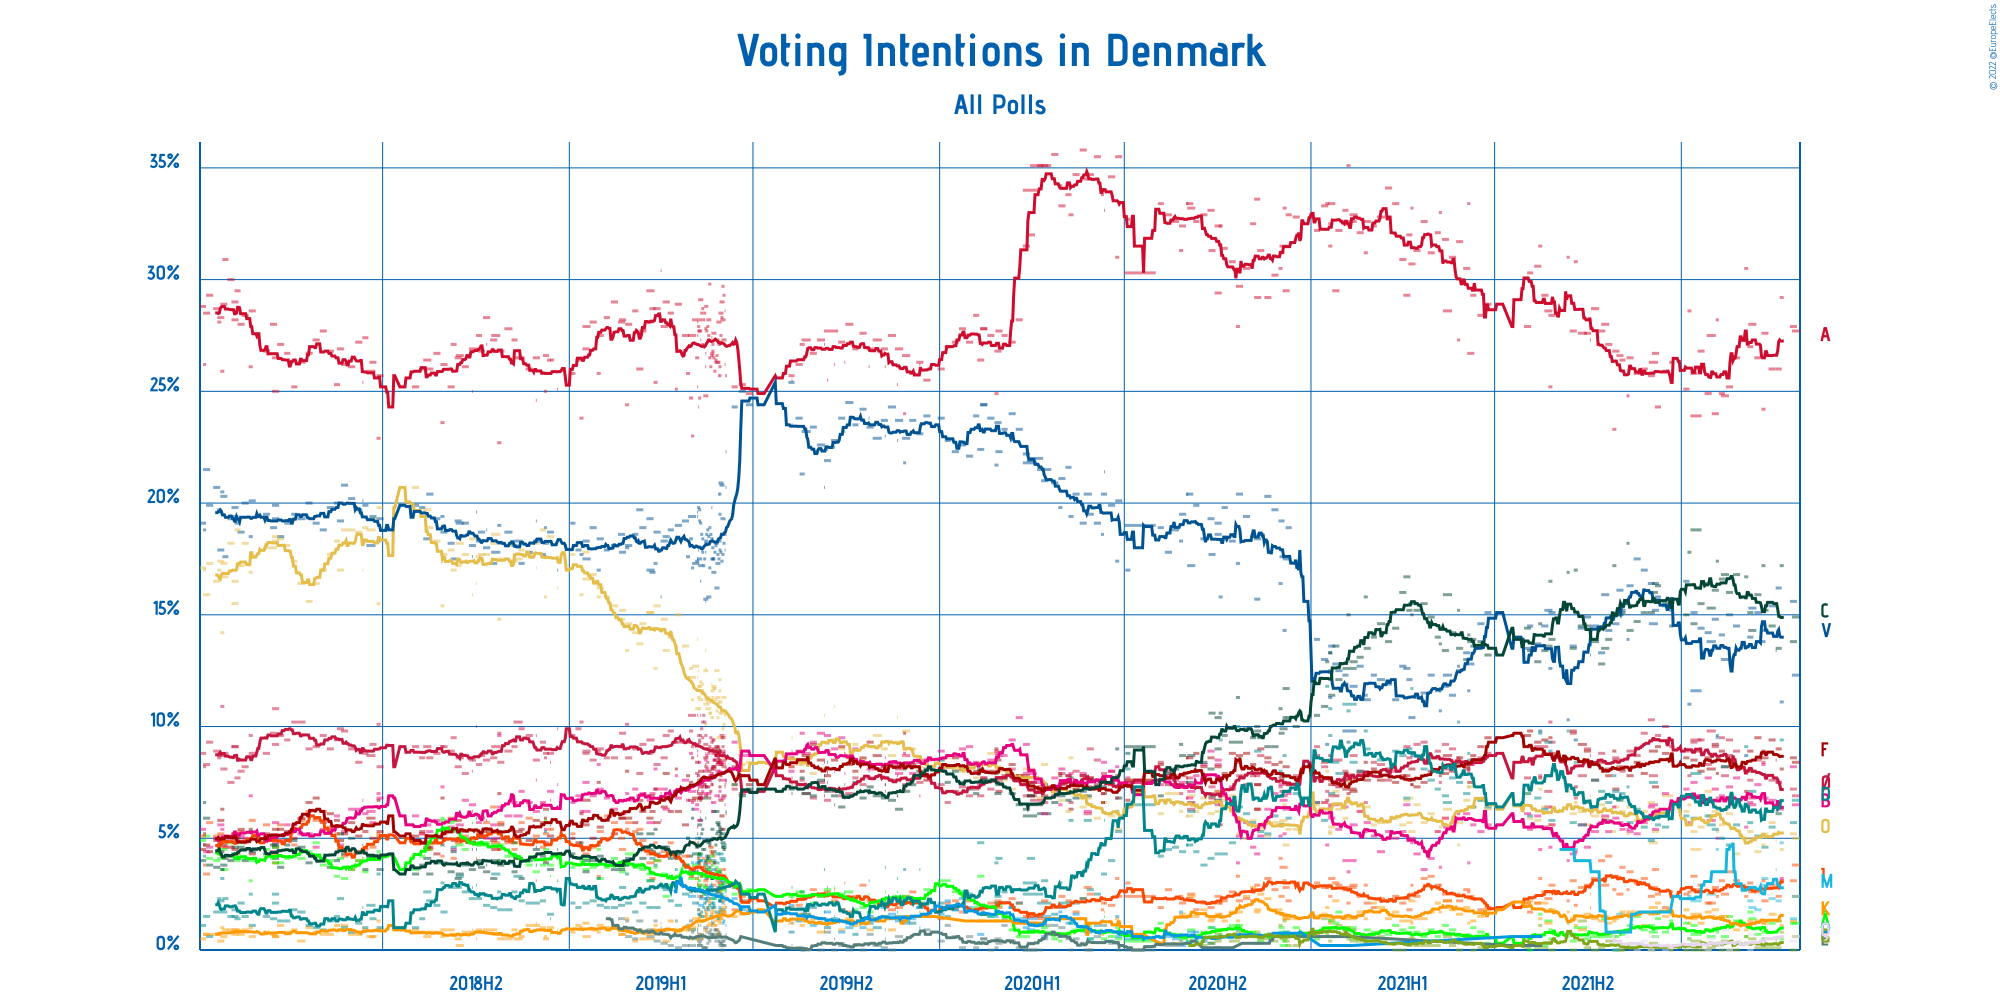 Voting Intentions in Denmark
All Polls
© 2022 @EuropeElects
35%
30%
25%
20%
15%
10%
5%
0%
A
C
V
F
Ø
B
O
M
K
2018H2 2019H1 2019H2 2020H1 2020H2 2021H1 2021H2